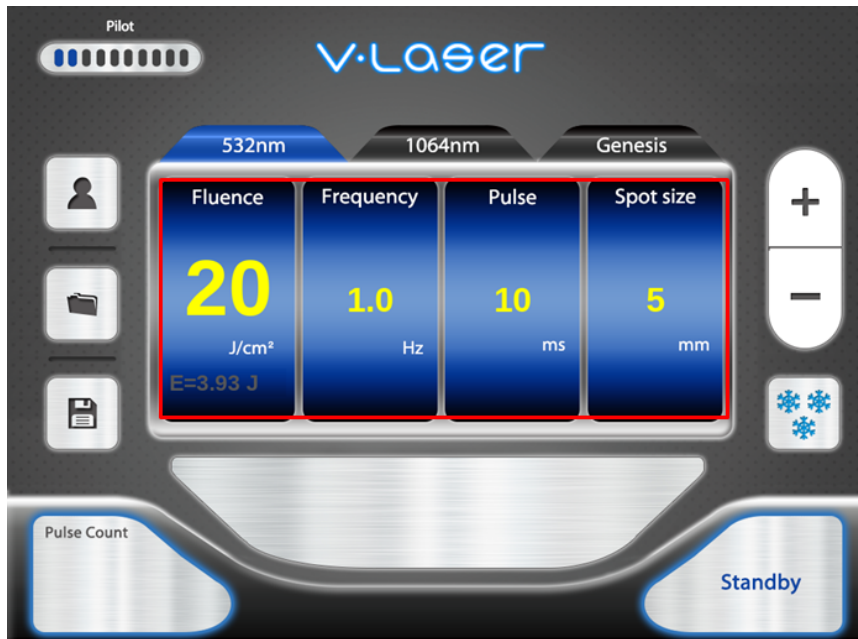 Pilot
V·Laser
532nm 1064nm Genesis
Fluence Frequency Pulse Spot size
20 1.0 10 5
J/cm² Hz ms mm
E=3.93 J
Pulse Count
Standby